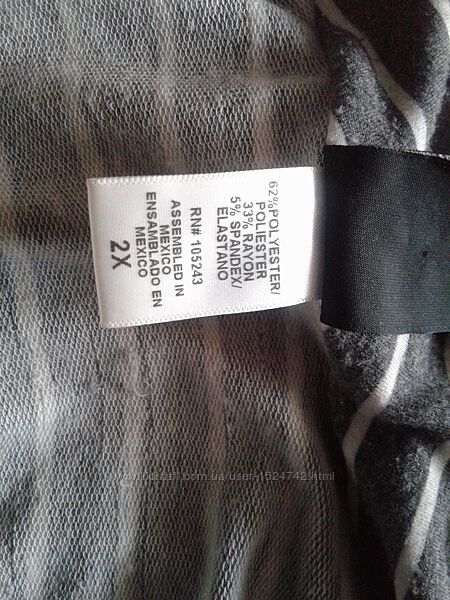 62%POLYESTER/
POLIESTER
33% RAYON
5% SPANDEX/
ELASTANO
RN# 105243
ASSEMBLED IN
MEXICO
ENSAMBLADO EN
MEXICO
2X